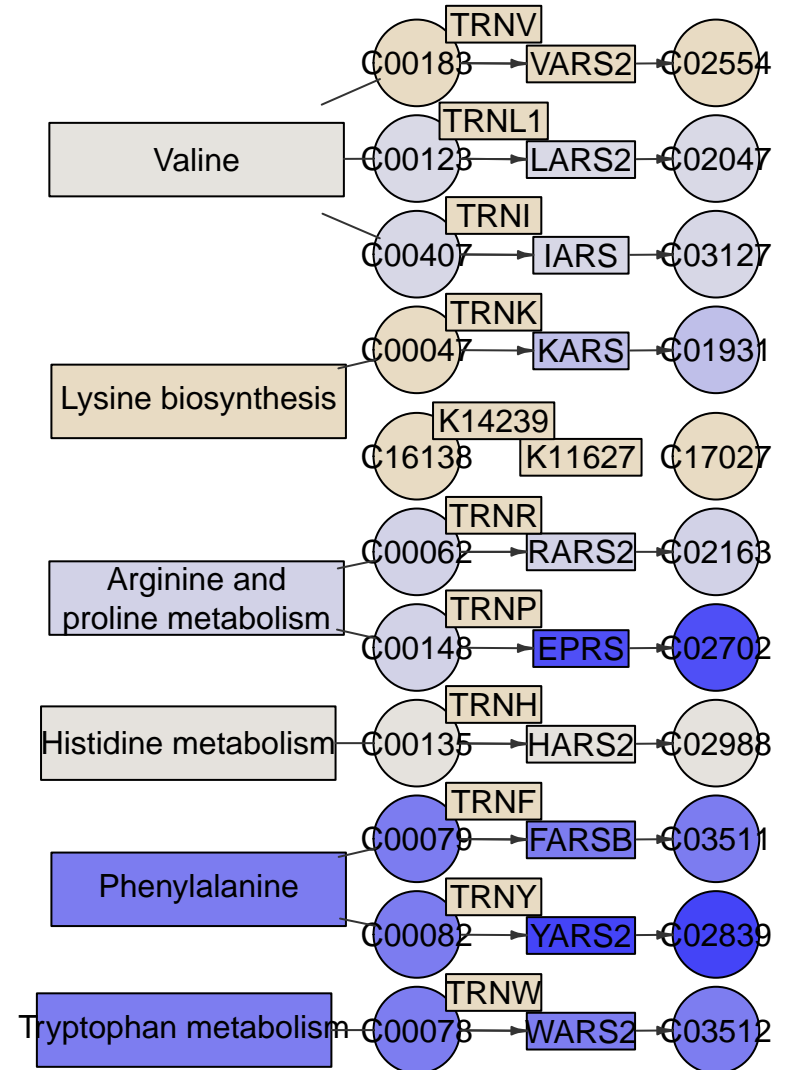 TRNV
C00183
VARS2
C02554
TRNL1
Valine
C00123
LARS2
C02047
TRNI
C00407
IARS
C03127
TRNK
C00047
KARS
C01931
Lysine biosynthesis
K14239
C16138
K11627
C17027
TRNR
C00062
RARS2
C02163
Arginine and
proline metabolism
TRNP
C00148
EPRS
C02702
TRNH
Histidine metabolism
C00135
HARS2
C02988
TRNF
C00079
FARSB
C03511
Phenylalanine
TRNY
C00082
YARS2
C02839
TRNW
Tryptophan metabolism
C00078
WARS2
C03512